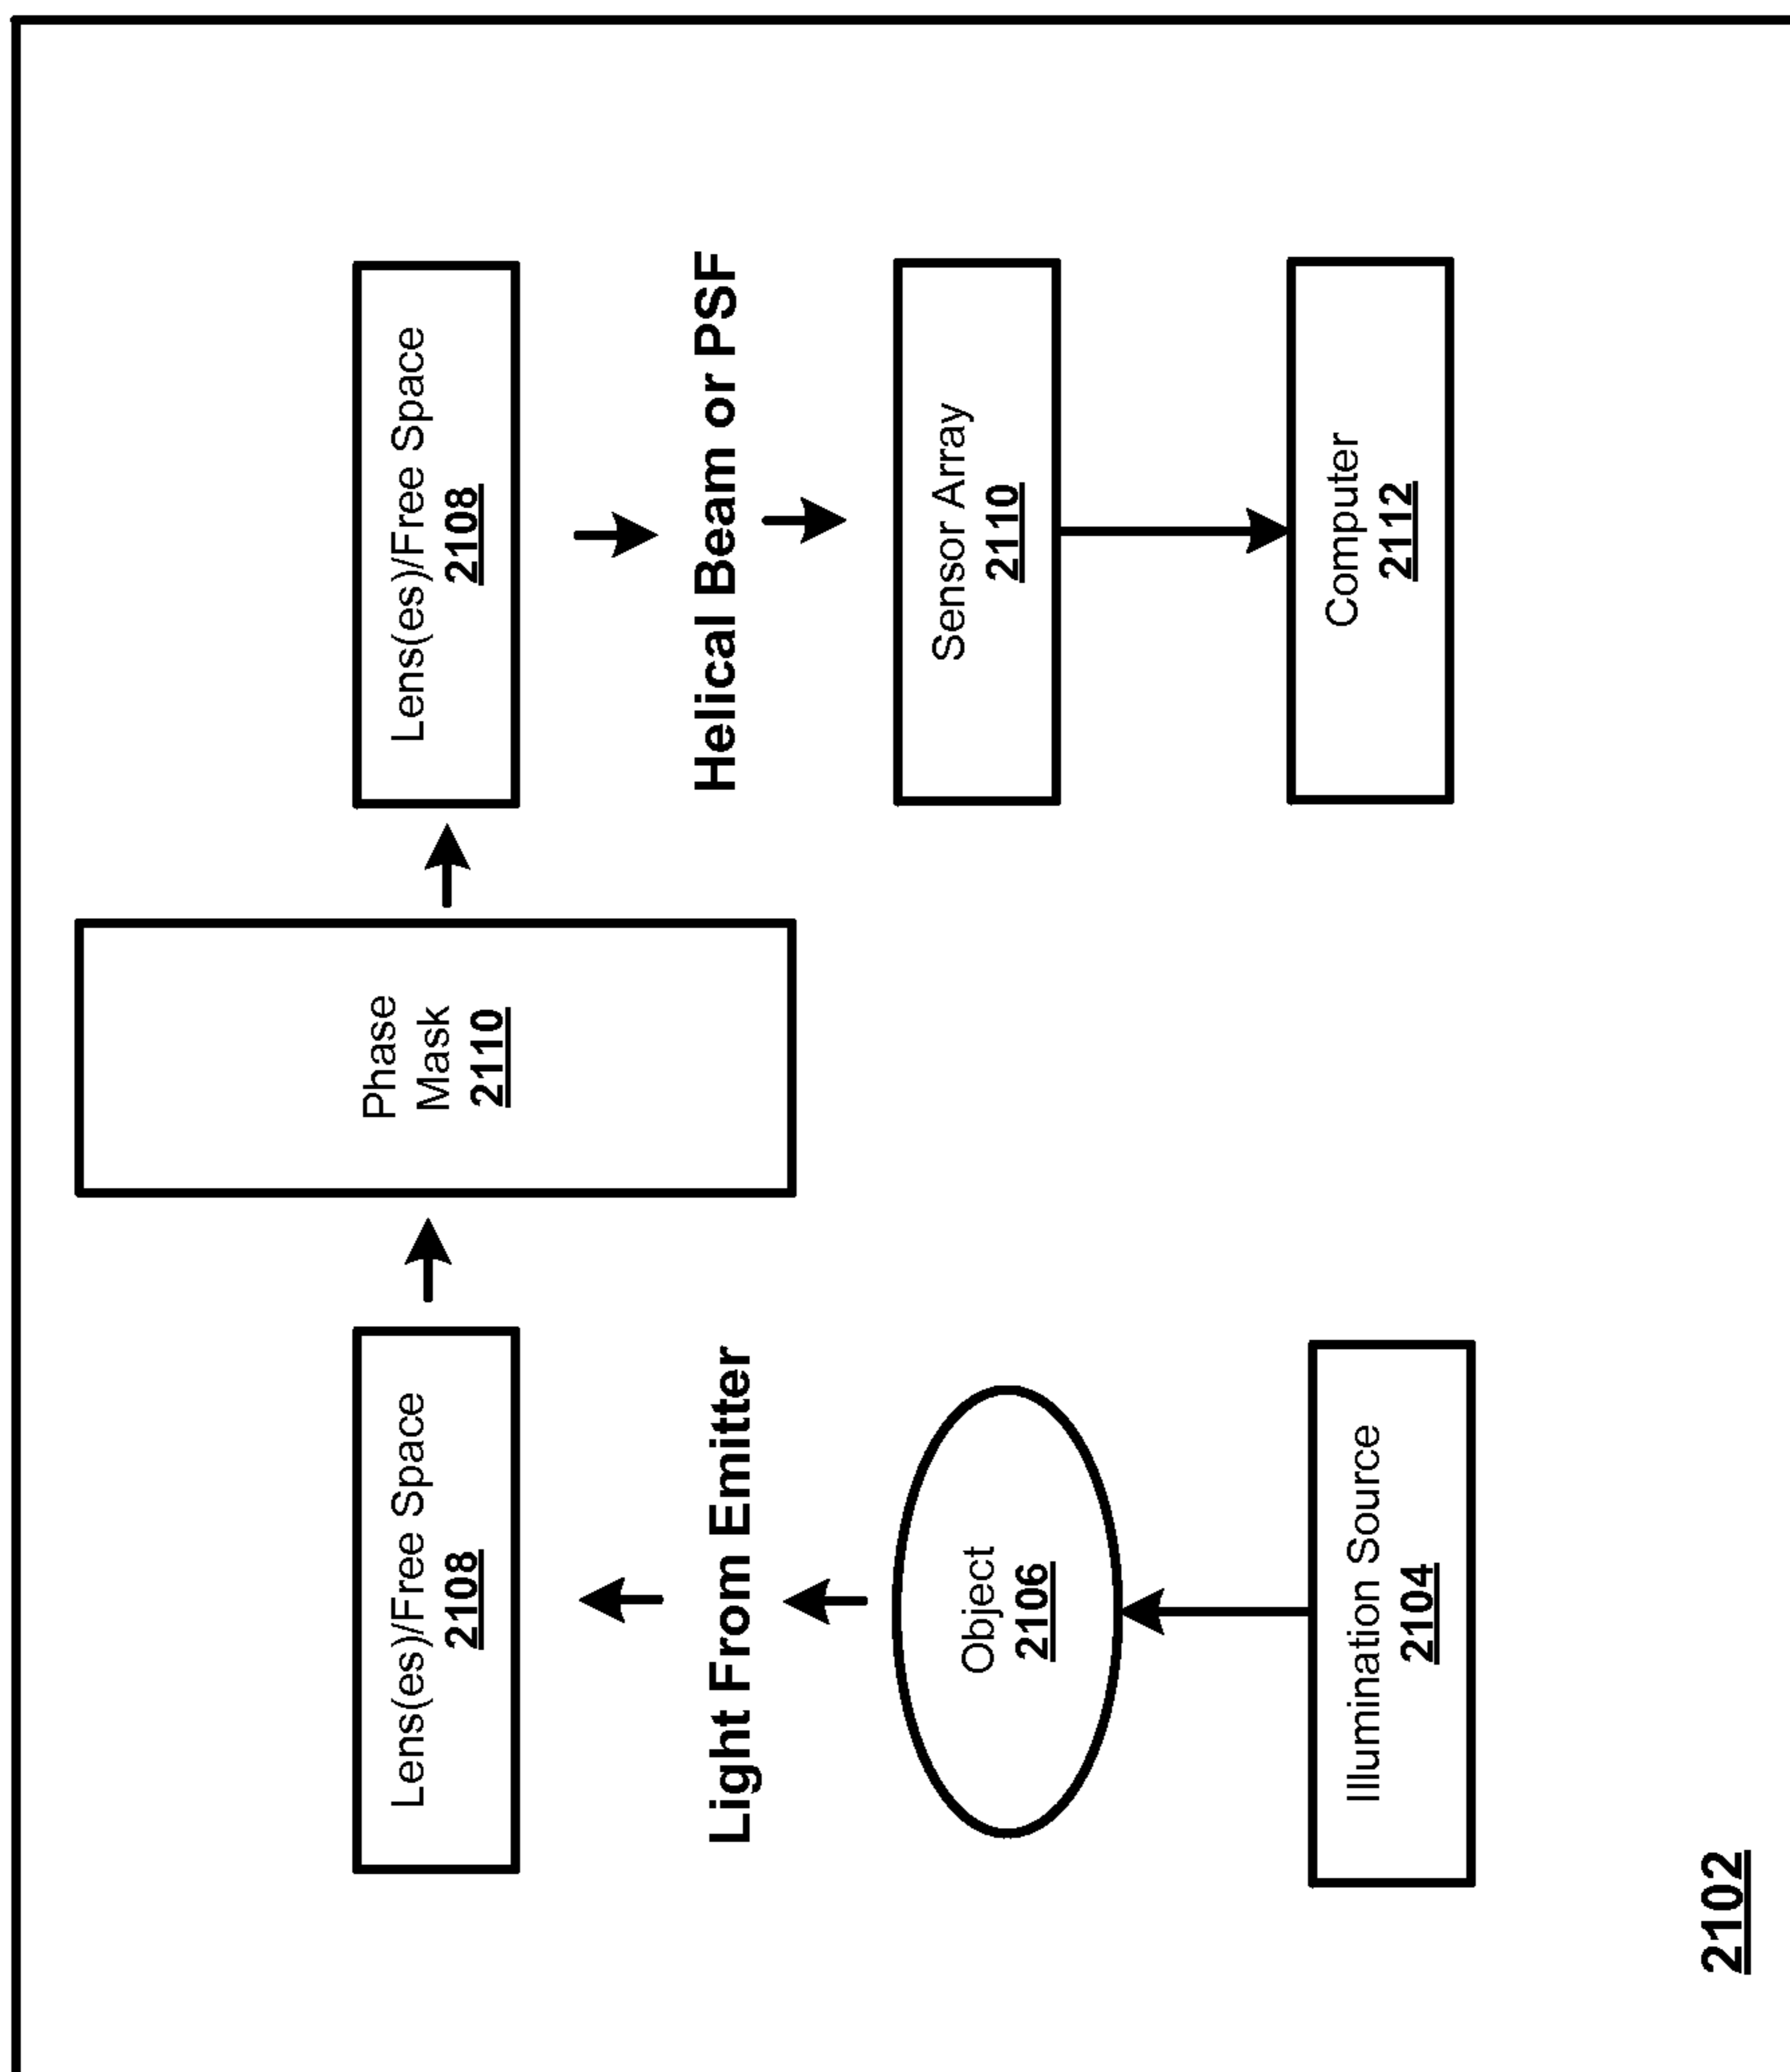 Lens(es)/Free Space
2108
Phase
Mask
2110
Lens(es)/Free Space
2108
Light From Emitter
Helical Beam or PSF
Object
2106
Sensor Array
2110
Illumination Source
2104
Computer
2112
2102